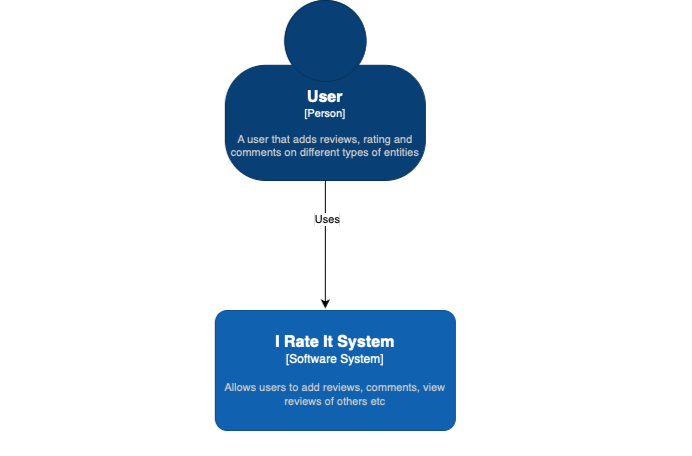 User
[Person]
A user that adds reviews, rating and
comments on different types of entities
Uses
I Rate It System
[Software System]
Allows users to add reviews, comments, view
reviews of others etc